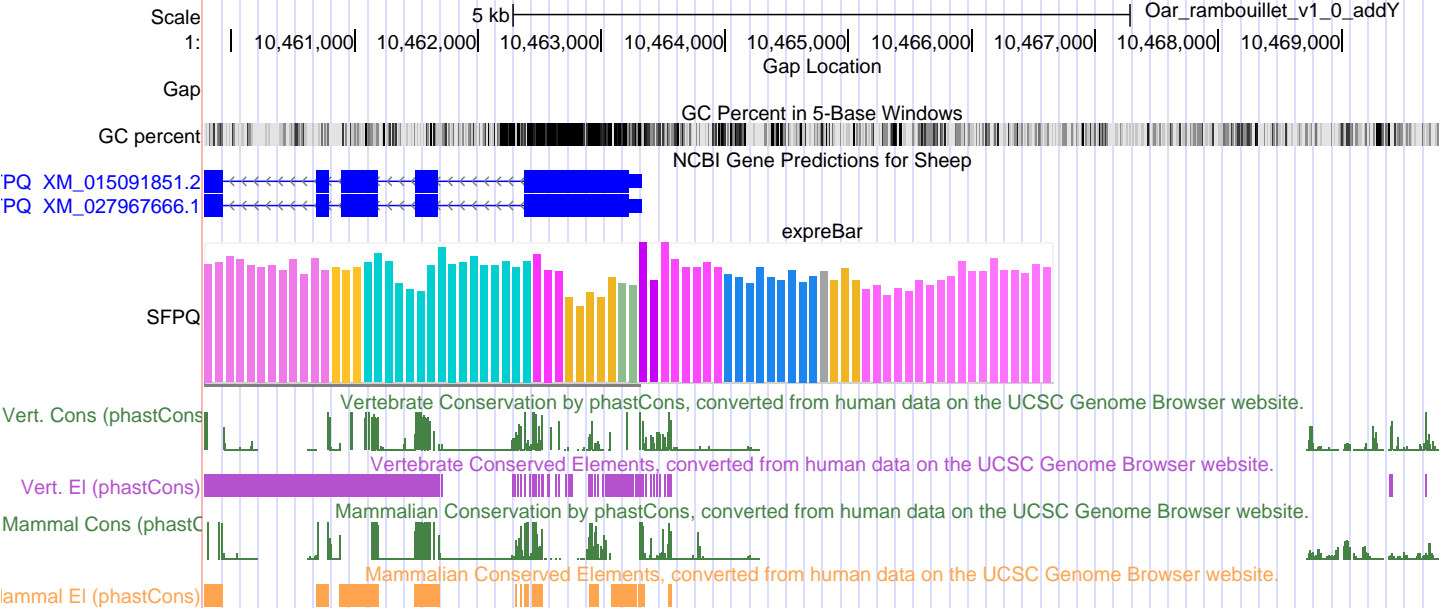 Scale 5 kb Oar_rambouillet_v1_0_addY
1: 10,461,000 10,462,000 10,463,000 10,464,000 10,465,000 10,466,000 10,467,000 10,468,000 10,469,000
Gap Location
Gap
GC Percent in 5-Base Windows
GC percent
NCBI Gene Predictions for Sheep
PQ XM_015091851.2
PQ XM_027967666.1
expreBar
SFPQ
Vertebrate Conservation by phastCons, converted from human data on the UCSC Genome Browser website.
Vert. Cons (phastCons
Vertebrate Conserved Elements, converted from human data on the UCSC Genome Browser website.
Vert. El (phastCons)
Mammalian Conservation by phastCons, converted from human data on the UCSC Genome Browser website.
Mammal Cons (phastC
Mammalian Conserved Elements, converted from human data on the UCSC Genome Browser website.
ammal El (phastCons)